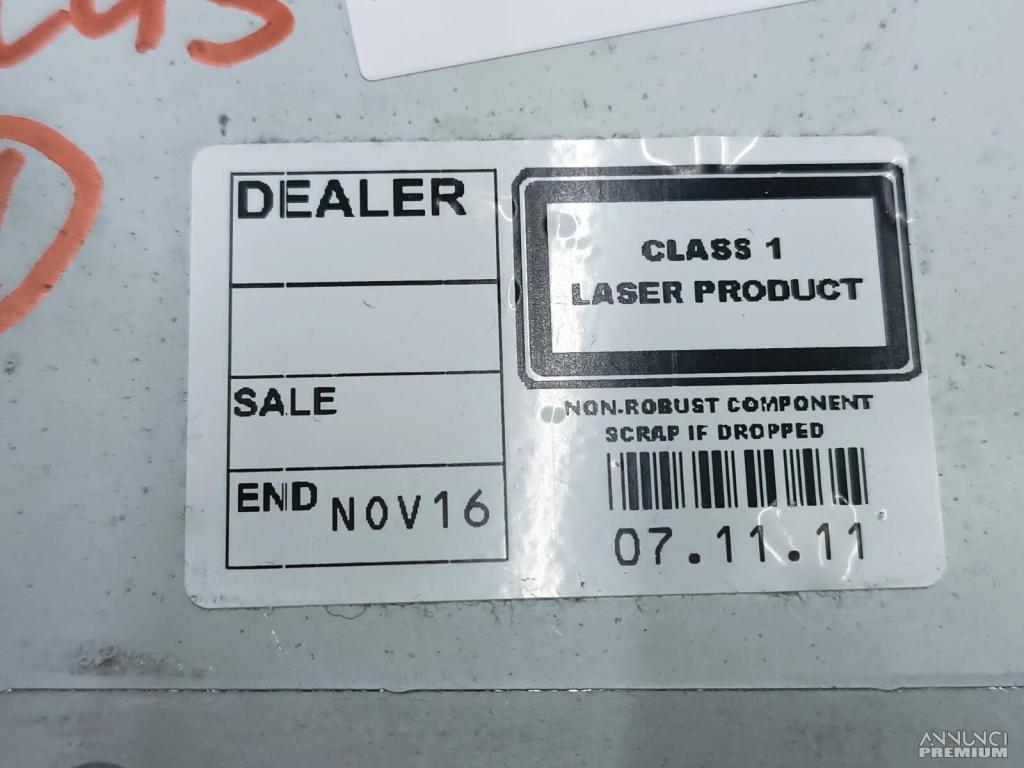 DEALER
SALE
END NOV16
CLASS 1
LASER PRODUCT
NON-ROBUST COMPONENT
SCRAP IF DROPPED
07.11.11
ANNUNCI
PREMIUM